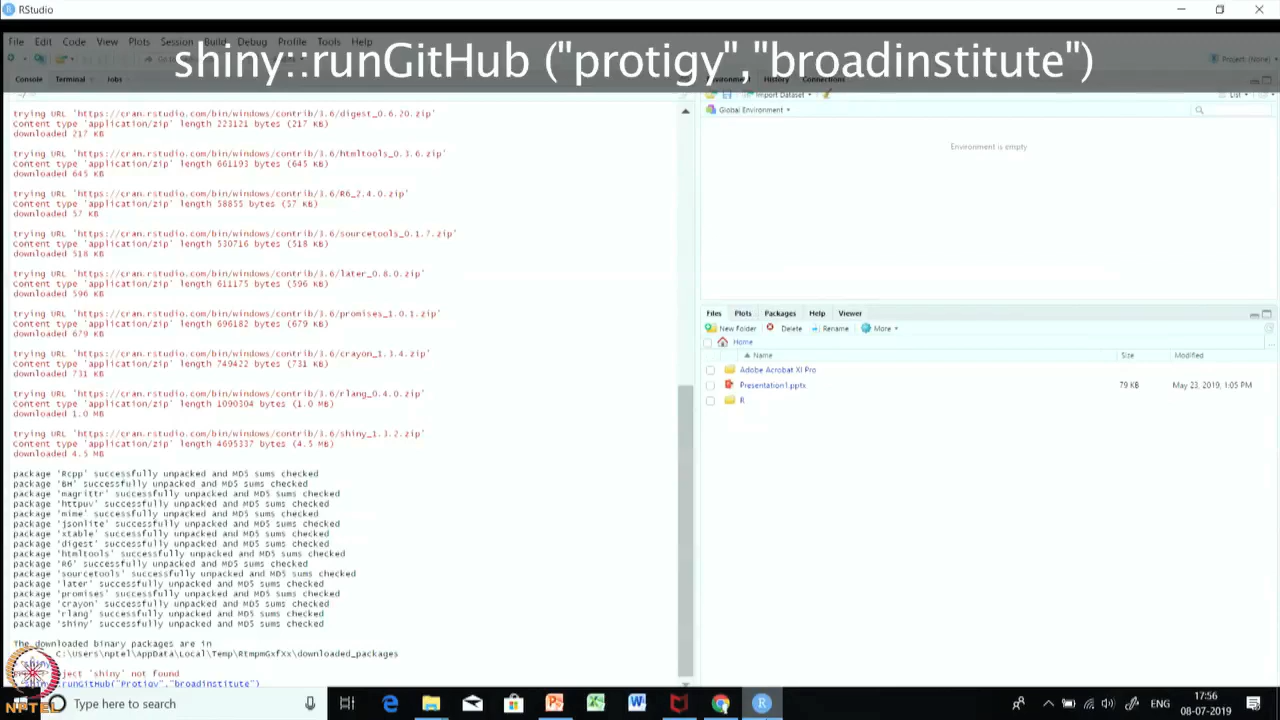 RStudio
File Edit Code View Plots Session Build Debug Profile Tools Help
shiny::runGitHub ("protigy","broadinstitute")
Project: (None)
Console Terminal Jobs
Environment History Connections
Import Dataset
List
Global Environment
Environment is empty
trying URL 'https://cran.rstudio.com/bin/windows/contrib/3.6/digest_0.6.20.zip'
Content type 'application/zip' length 223121 bytes (217 KB)
downloaded 217 KB
trying URL 'https://cran.rstudio.com/bin/windows/contrib/3.6/htmltools_0.3.6.zip'
Content type 'application/zip' length 661193 bytes (645 KB)
downloaded 645 KB
trying URL 'https://cran.rstudio.com/bin/windows/contrib/3.6/R6_2.4.0.zip'
Content type 'application/zip' length 58855 bytes (57 KB)
downloaded 57 KB
trying URL 'https://cran.rstudio.com/bin/windows/contrib/3.6/sourcetools_0.1.7.zip'
Content type 'application/zip' length 530716 bytes (518 KB)
downloaded 518 KB
trying URL 'https://cran.rstudio.com/bin/windows/contrib/3.6/later_0.8.0.zip'
Content type 'application/zip' length 611175 bytes (596 KB)
downloaded 596 KB
trying URL 'https://cran.rstudio.com/bin/windows/contrib/3.6/promises_1.0.1.zip'
Content type 'application/zip' length 696182 bytes (679 KB)
downloaded 679 KB
trying URL 'https://cran.rstudio.com/bin/windows/contrib/3.6/crayon_1.3.4.zip'
Content type 'application/zip' length 749422 bytes (731 KB)
downloaded 731 KB
trying URL 'https://cran.rstudio.com/bin/windows/contrib/3.6/rlang_0.4.0.zip'
Content type 'application/zip' length 1090304 bytes (1.0 MB)
downloaded 1.0 MB
trying URL 'https://cran.rstudio.com/bin/windows/contrib/3.6/shiny_1.3.2.zip'
Content type 'application/zip' length 4695337 bytes (4.5 MB)
downloaded 4.5 MB
package 'Rcpp' successfully unpacked and MD5 sums checked
package 'BH' successfully unpacked and MD5 sums checked
package 'magrittr' successfully unpacked and MD5 sums checked
package 'httpuv' successfully unpacked and MD5 sums checked
package 'mime' successfully unpacked and MD5 sums checked
package 'jsonlite' successfully unpacked and MD5 sums checked
package 'xtable' successfully unpacked and MD5 sums checked
package 'digest' successfully unpacked and MD5 sums checked
package 'htmltools' successfully unpacked and MD5 sums checked
package 'R6' successfully unpacked and MD5 sums checked
package 'sourcetools' successfully unpacked and MD5 sums checked
package 'later' successfully unpacked and MD5 sums checked
package 'promises' successfully unpacked and MD5 sums checked
package 'crayon' successfully unpacked and MD5 sums checked
package 'rlang' successfully unpacked and MD5 sums checked
package 'shiny' successfully unpacked and MD5 sums checked
The downloaded binary packages are in
C:\Users\nptel\AppData\Local\Temp\RtmpmGxfXx\downloaded_packages
'shiny' not found
runGitHub("Protigy","broadinstitute")
Files Plots Packages Help Viewer
New Folder Delete Rename More
Home
Name Size Modified
Adobe Acrobat XI Pro
Presentation1.pptx 79 KB May 23, 2019, 1:05 PM
R
NPTEL
Type here to search
ENG
17:56
08-07-2019